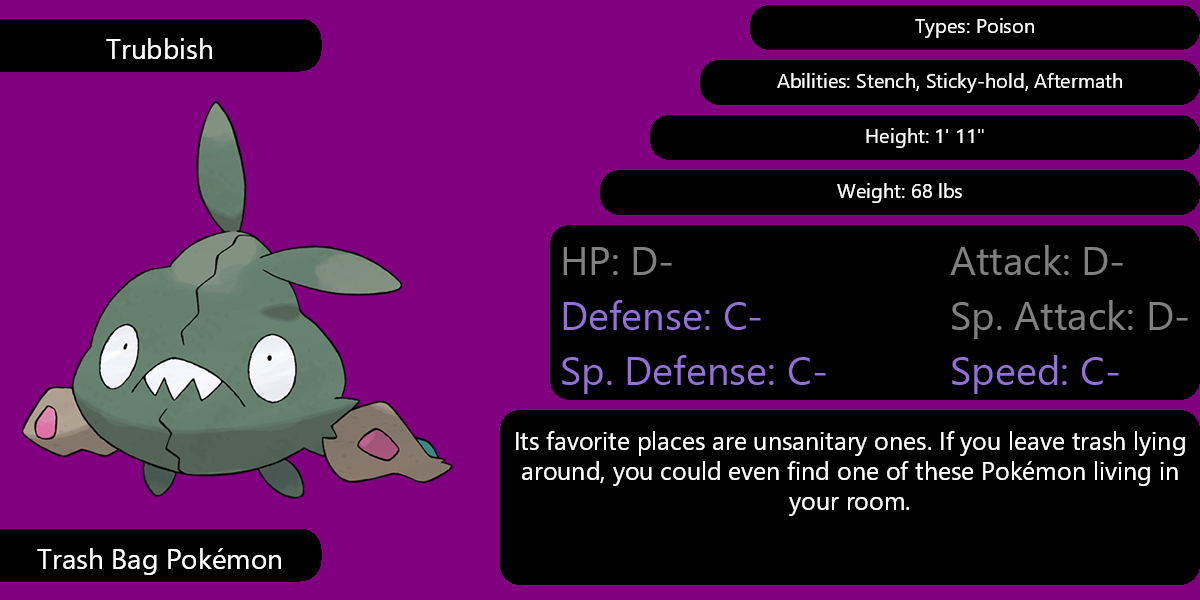 Trubbish
Types: Poison
Abilities: Stench, Sticky-hold, Aftermath
Height: 1' 11"
Weight: 68 lbs
HP: D-
Attack: D-
Defense: C-
Sp. Attack: D-
Sp. Defense: C-
Speed: C-
Its favorite places are unsanitary ones. If you leave trash lying
around, you could even find one of these Pokémon living in
your room.
Trash Bag Pokémon